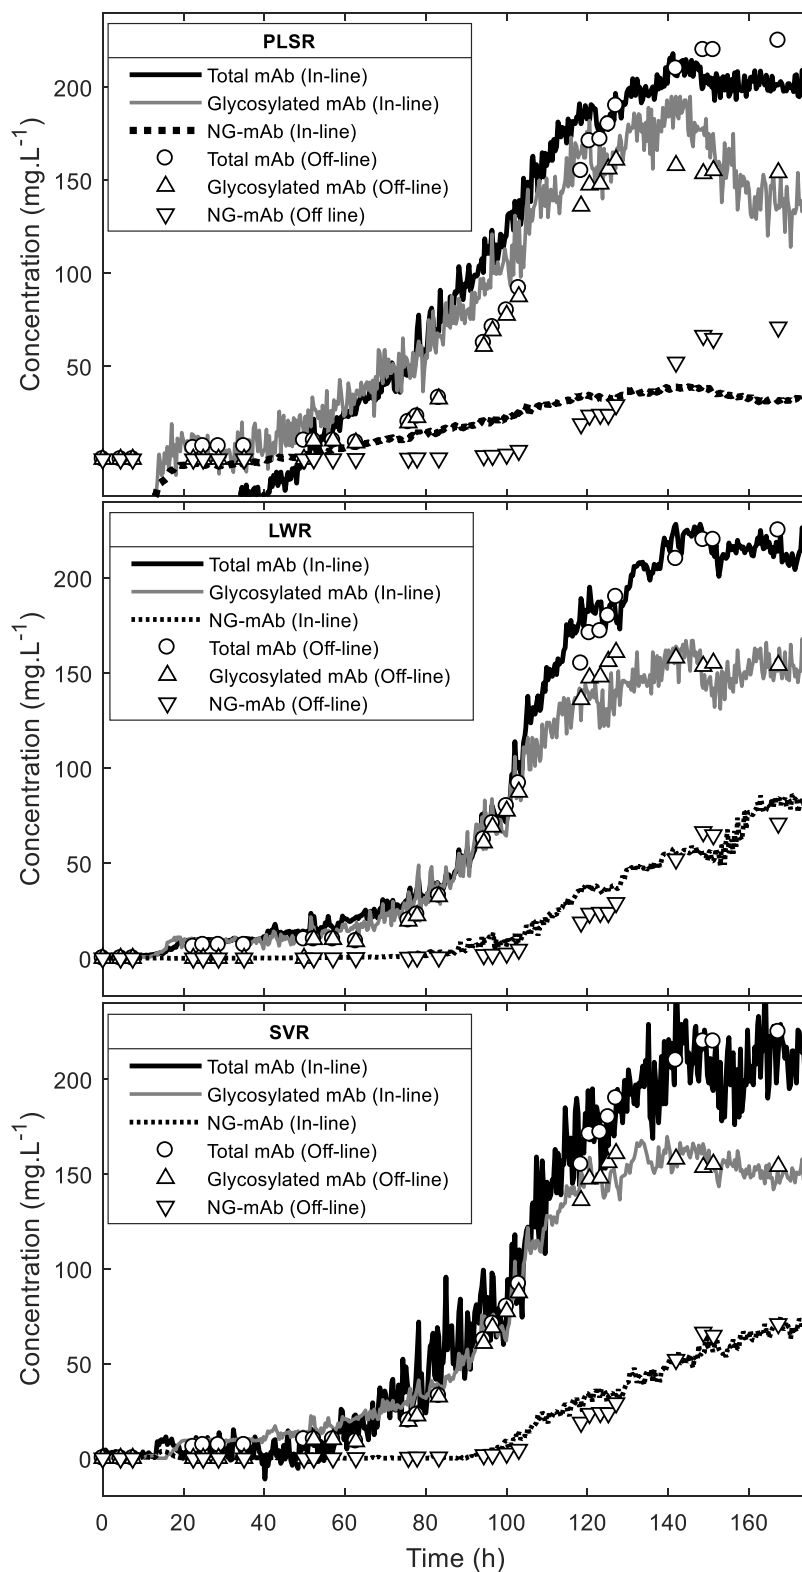 PLSR
Total mAb (In-line)
Glycosylated mAb (In-line)
NG-mAb (In-line)
Total mAb (Off-line)
Glycosylated mAb (Off-line)
NG-mAb (Off line)
200
150
100
50
Concentration (mg.L⁻¹)
LWR
Total mAb (In-line)
Glycosylated mAb (In-line)
NG-mAb (In-line)
Total mAb (Off-line)
Glycosylated mAb (Off-line)
NG-mAb (Off-line)
200
150
100
50
0
Concentration (mg.L⁻¹)
SVR
Total mAb (In-line)
Glycosylated mAb (In-line)
NG-mAb (In-line)
Total mAb (Off-line)
Glycosylated mAb (Off-line)
NG-mAb (Off-line)
200
150
100
50
0
Concentration (mg.L⁻¹)
0 20 40 60 80 100 120 140 160
Time (h)